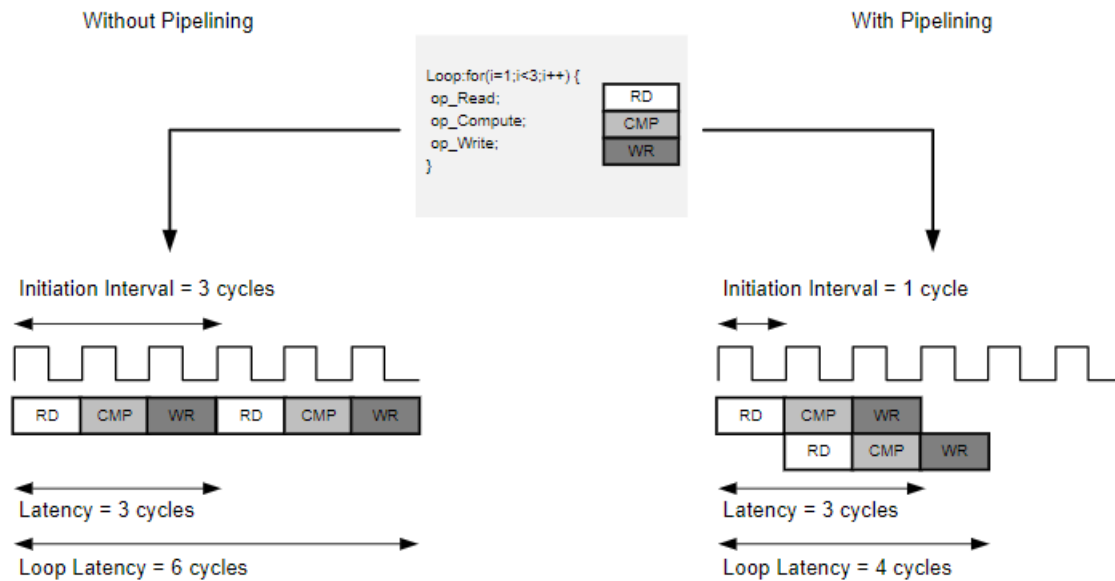 Without Pipelining
With Pipelining
Loop:for(i=1;i<3;i++) {
op_Read;
op_Compute;
op_Write;
}
RD
CMP
WR
Initiation Interval = 3 cycles
RD CMP WR RD CMP WR
Latency = 3 cycles
Loop Latency = 6 cycles
Initiation Interval = 1 cycle
RD CMP WR
RD CMP WR
Latency = 3 cycles
Loop Latency = 4 cycles